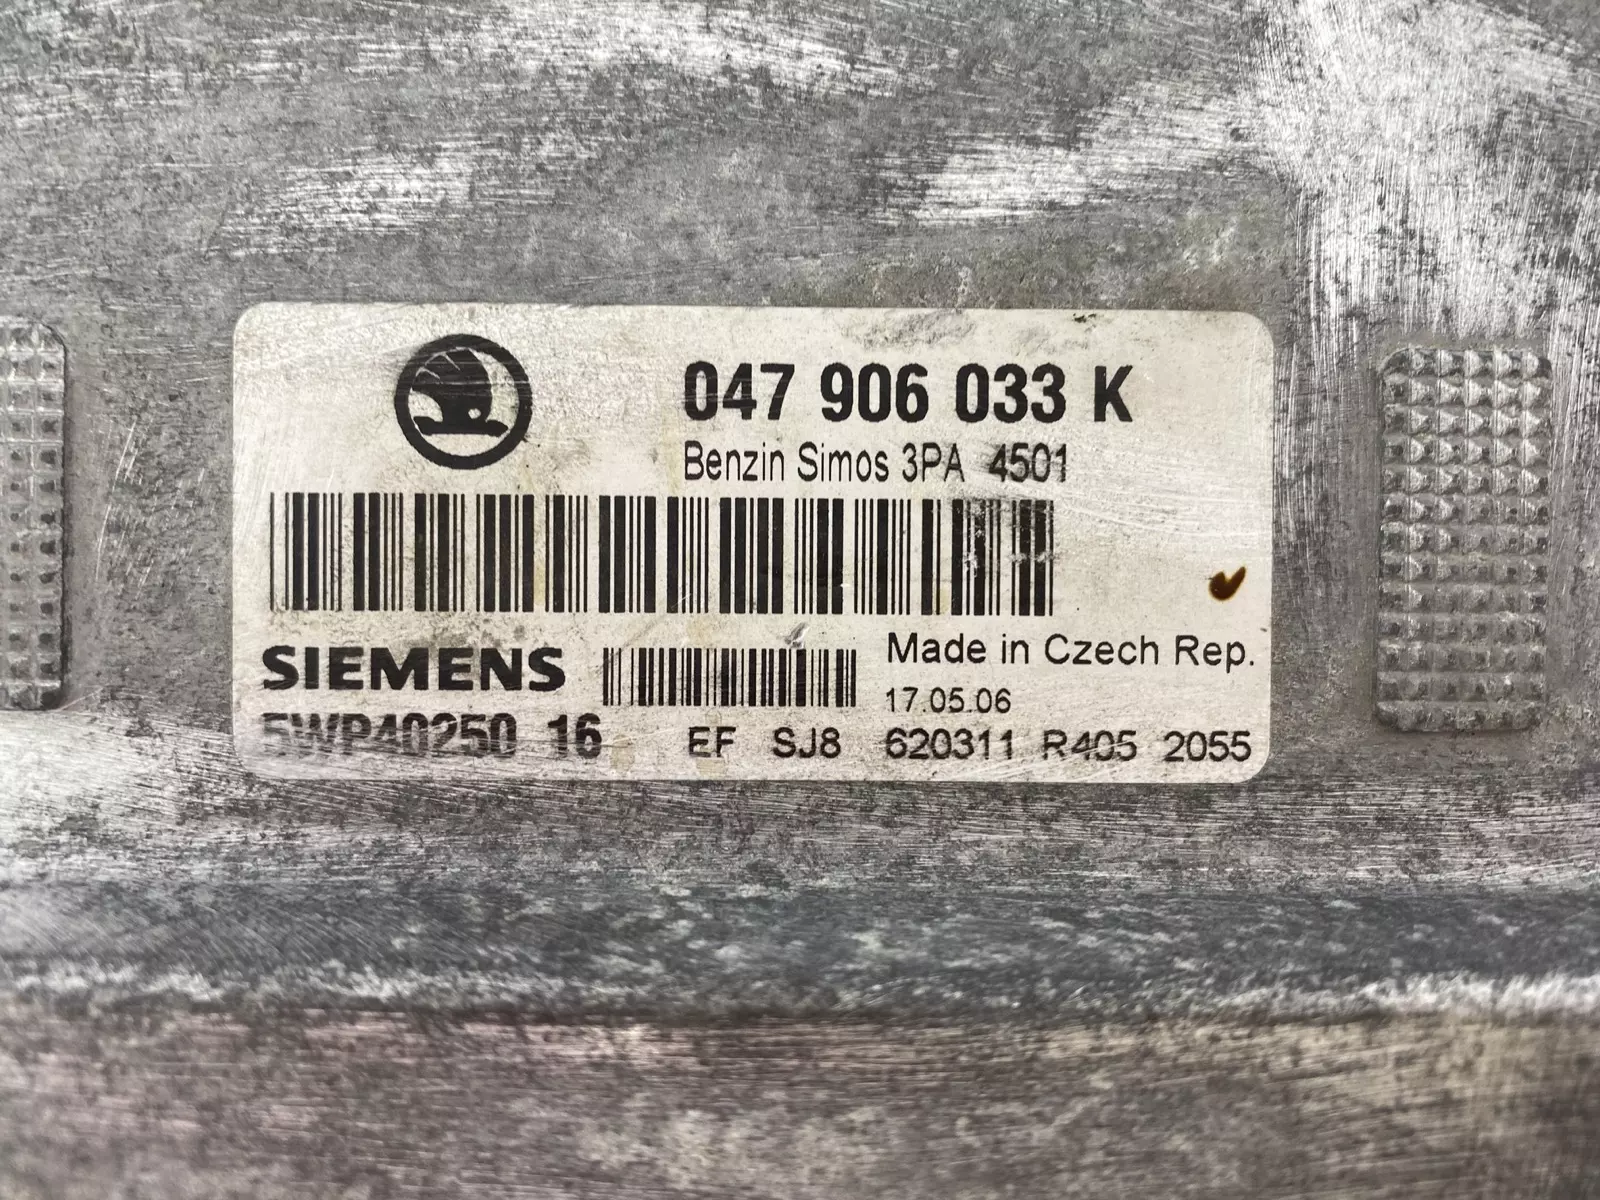 047 906 033 K
Benzin Simos 3PA 4501
SIEMENS
Made in Czech Rep.
17.05.06
5WP40250 16 EF SJ8 620311 R405 2055